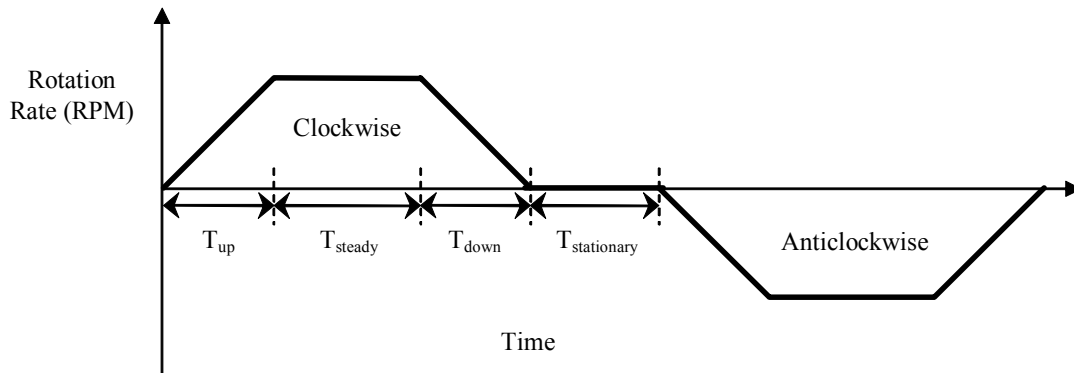 Rotation
Rate (RPM)
Clockwise
T_up
T_steady
T_down
T_stationary
Anticlockwise
Time